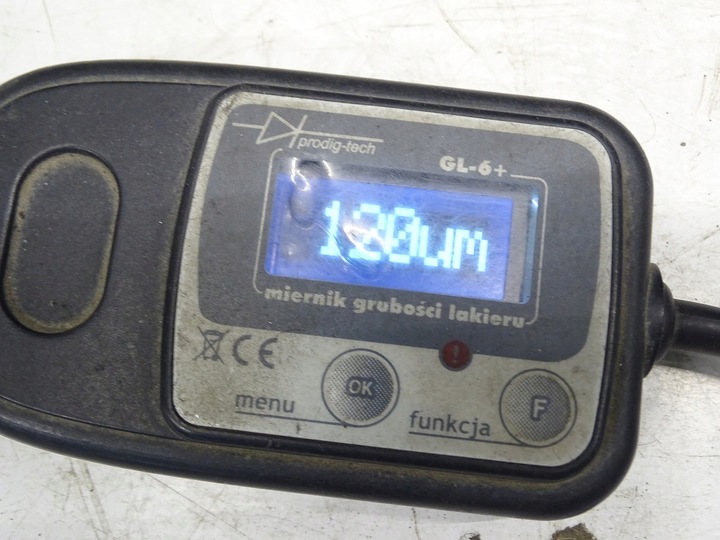 prodig-tech
GL-6+
120um
miernik grubości lakieru
CE
!
OK
menu
F
funkcja